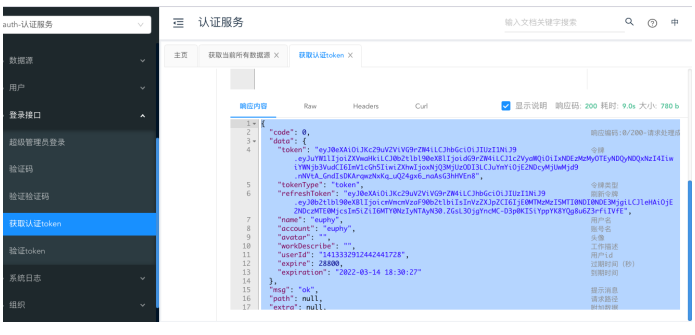 auth-认证服务
认证服务
输入文档关键字搜索
中
主页
获取当前所有数据源 ×
获取认证token ×
数据源
用户
登录接口
超级管理员登录
验证码
验证验证码
获取认证token
验证token
系统日志
组织
响应内容
Raw
Headers
Curl
显示说明
响应码: 200 耗时: 9.0s 大小: 780 b
1 {
2 "code": 0,
响应编码:0/200-请求处理成
3 "data": {
4 "token":
令牌
5 "tokenType": "token",
令牌类型
6 "refreshToken":
刷新令牌
7 "name": "euphy",
用户名
8 "account": "euphy",
账号名
9 "avatar": "",
头像
10 "workDescribe": "",
工作描述
11 "userId": "1413332912442441728",
用户id
12 "expire": 28800,
过期时间（秒）
13 "expiration": "2022-03-14 18:30:27"
到期时间
14 },
15 "msg": "ok",
提示消息
16 "path": null,
请求路径
17 "extra": null,
附加数据